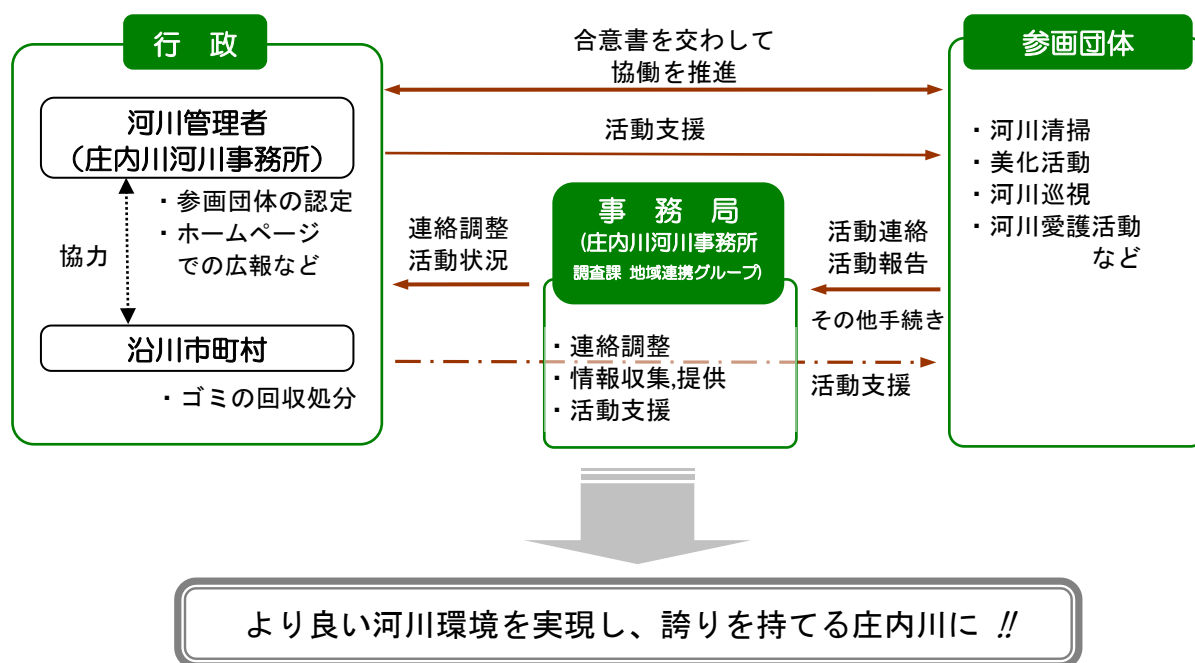 行 政
河川管理者
（庄内川河川事務所）
・参画団体の認定
・ホームページ
での広報など
協力
沿川市町村
・ゴミの回収処分
合意書を交わして
協働を推進
活動支援
連絡調整
活動状況
事 務 局
(庄内川河川事務所
調査課 地域連携グループ)
・連絡調整
・情報収集,提供
・活動支援
活動連絡
活動報告
その他手続き
活動支援
参画団体
・河川清掃
・美化活動
・河川巡視
・河川愛護活動
など
より良い河川環境を実現し、誇りを持てる庄内川に !!